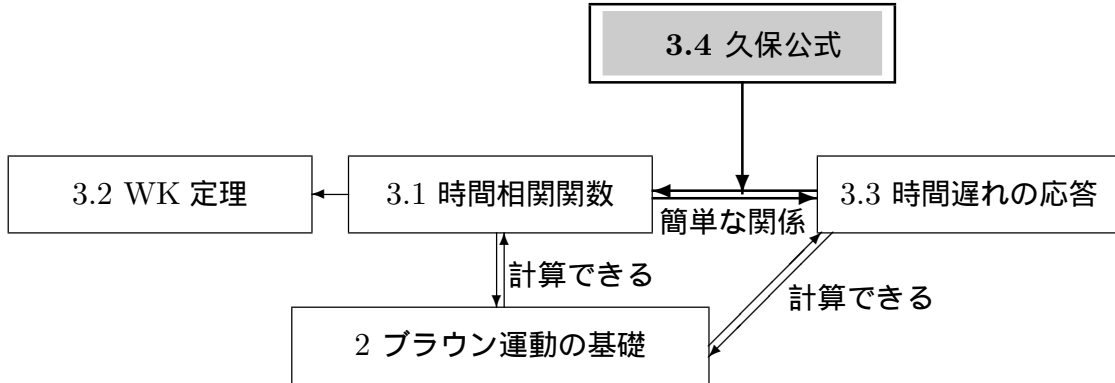 3.4 久保公式
3.2 WK 定理
3.1 時間相関関数
3.3 時間遅れの応答
簡単な関係
計算できる
計算できる
2 ブラウン運動の基礎